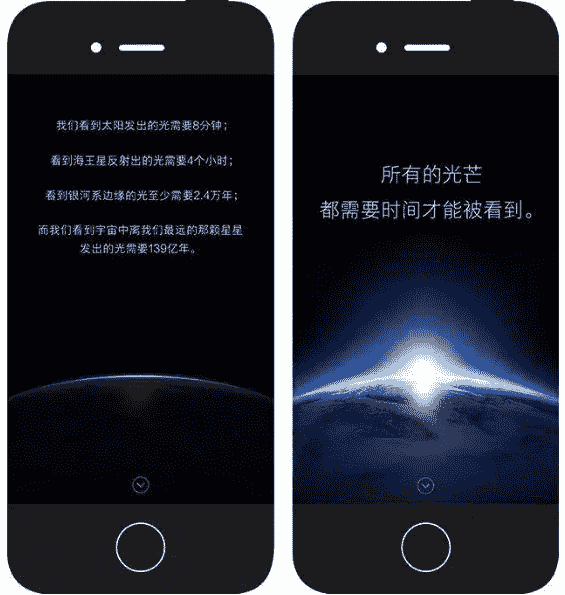 我们看到太阳发出的光需要8分钟；
看到海王星反射出的光需要4个小时；
看到银河系边缘的光至少需要2.4万年；
而我们看到宇宙中离我们最远的那颗星星
发出的光需要139亿年。
所有的光芒
都需要时间才能被看到。